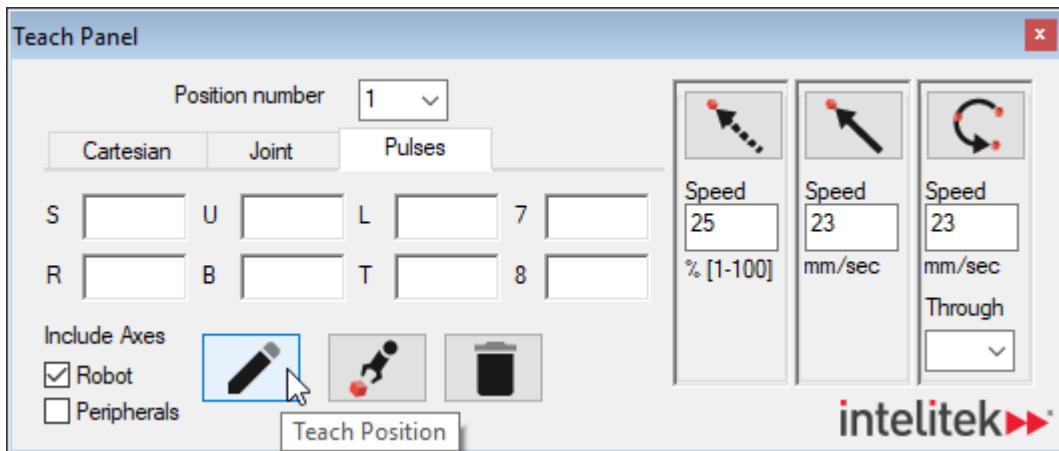 Teach Panel
x
Position number 1
Cartesian Joint Pulses
S U L 7
R B T 8
Include Axes
Robot
Peripherals
Teach Position
Speed
25
% [1-100]
Speed
23
mm/sec
Speed
23
mm/sec
Through
intelitek